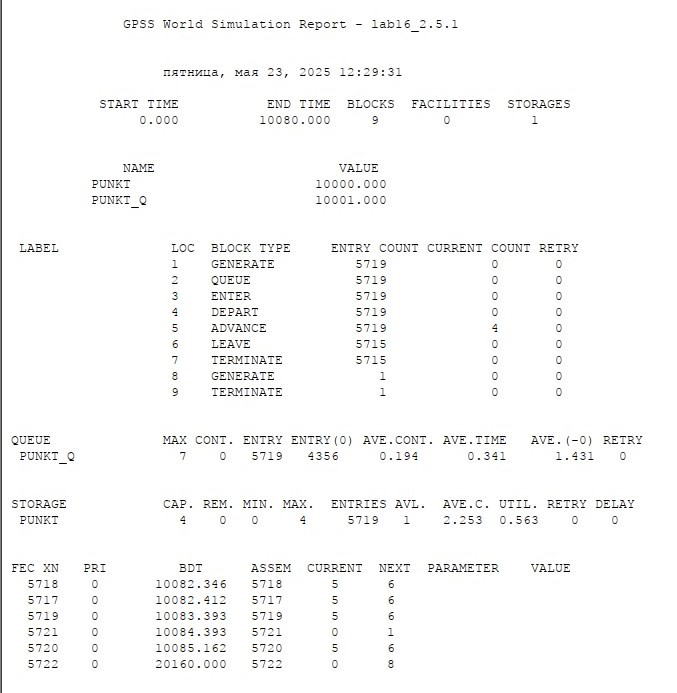 GPSS World Simulation Report - lab16_2.5.1
пятница, мая 23, 2025 12:29:31
START TIME END TIME BLOCKS FACILITIES STORAGES
0.000 10080.000 9 0 1
NAME VALUE
PUNKT 10000.000
PUNKT_Q 10001.000
LABEL LOC BLOCK TYPE ENTRY COUNT CURRENT COUNT RETRY
1 GENERATE 5719 0 0
2 QUEUE 5719 0 0
3 ENTER 5719 0 0
4 DEPART 5719 0 0
5 ADVANCE 5719 4 0
6 LEAVE 5715 0 0
7 TERMINATE 5715 0 0
8 GENERATE 1 0 0
9 TERMINATE 1 0 0
QUEUE MAX CONT. ENTRY ENTRY(0) AVE.CONT. AVE.TIME AVE.(-0) RETRY
PUNKT_Q 7 0 5719 4356 0.194 0.341 1.431 0
STORAGE CAP. REM. MIN. MAX. ENTRIES AVL. AVE.C. UTIL. RETRY DELAY
PUNKT 4 0 0 4 5719 1 2.253 0.563 0 0
FEC XN PRI BDT ASSEM CURRENT NEXT PARAMETER VALUE
5718 0 10082.346 5718 5 6
5717 0 10082.412 5717 5 6
5719 0 10083.393 5719 5 6
5721 0 10084.393 5721 0 1
5720 0 10085.162 5720 5 6
5722 0 20160.000 5722 0 8